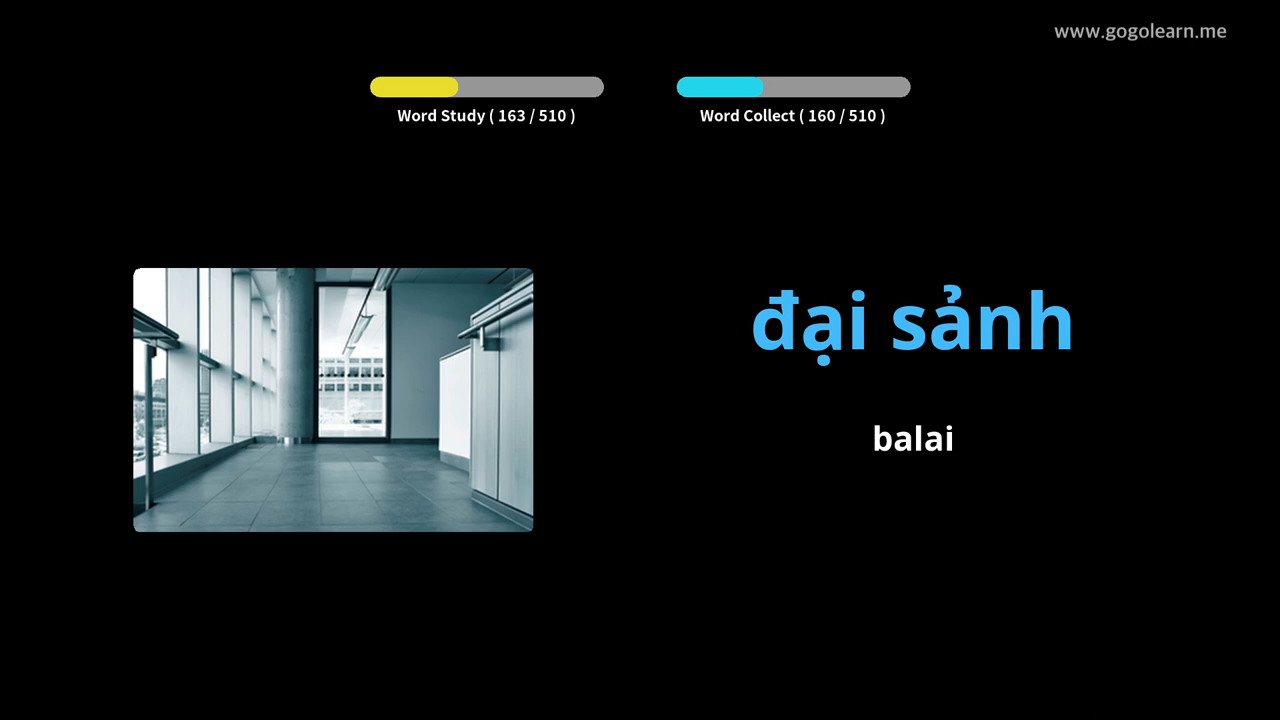 www.gogolearn.me
Word Study ( 163 / 510 )
Word Collect ( 160 / 510 )
đại sảnh
balai